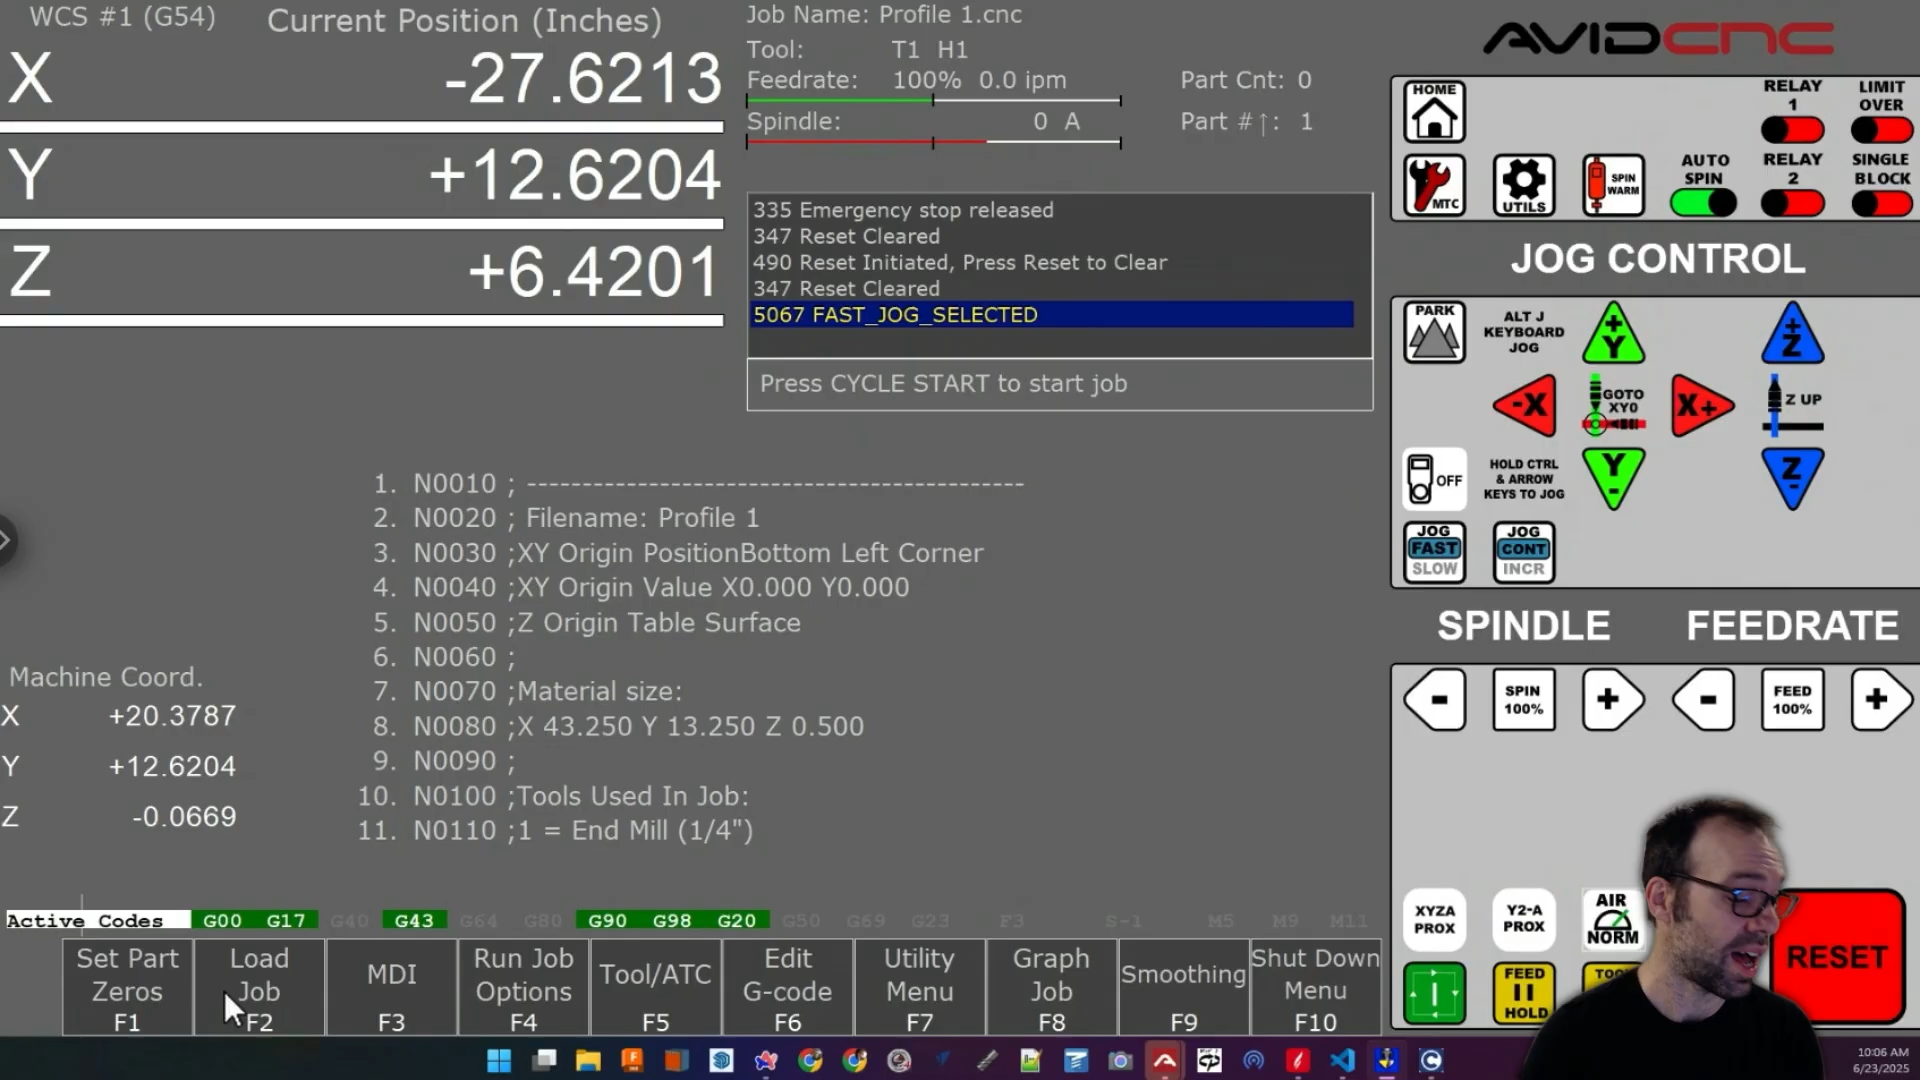 WCS #1 (G54)
Current Position (Inches)
X -27.6213
Y +12.6204
Z +6.4201
Job Name: Profile 1.cnc
Tool: T1 H1
Feedrate: 100% 0.0 ipm
Part Cnt: 0
Spindle: 0 A
Part #↑: 1
335 Emergency stop released
347 Reset Cleared
490 Reset Initiated, Press Reset to Clear
347 Reset Cleared
5067 FAST_JOG_SELECTED
Press CYCLE START to start job
1. N0010 ; ---------------------------------------------
2. N0020 ; Filename: Profile 1
3. N0030 ;XY Origin PositionBottom Left Corner
4. N0040 ;XY Origin Value X0.000 Y0.000
5. N0050 ;Z Origin Table Surface
6. N0060 ;
7. N0070 ;Material size:
8. N0080 ;X 43.250 Y 13.250 Z 0.500
9. N0090 ;
10. N0100 ;Tools Used In Job:
11. N0110 ;1 = End Mill (1/4")
Machine Coord.
X +20.3787
Y +12.6204
Z -0.0669
Active Codes G00 G17 G40 G43 G64 G80 G90 G98 G20 G50 G69 G23 F3 S-1 M5 M9 M11
Set Part Zeros F1
Load Job F2
MDI F3
Run Job Options F4
Tool/ATC F5
Edit G-code F6
Utility Menu F7
Graph Job F8
Smoothing F9
Shut Down Menu F10
AVIDCNC
HOME
RELAY 1
LIMIT OVER
MTC
UTILS
SPIN WARM
AUTO SPIN
RELAY 2
SINGLE BLOCK
JOG CONTROL
PARK
ALT J KEYBOARD JOG
+Y
+Z
-X
GOTO XY0
X+
Z UP
OFF
HOLD CTRL & ARROW KEYS TO JOG
Y-
Z-
JOG FAST SLOW
JOG CONT INCR
SPINDLE
FEEDRATE
-
SPIN 100%
+
-
FEED 100%
+
XYZA PROX
Y2-A PROX
AIR NORM
RESET
FEED HOLD
10:06 AM
6/23/2025